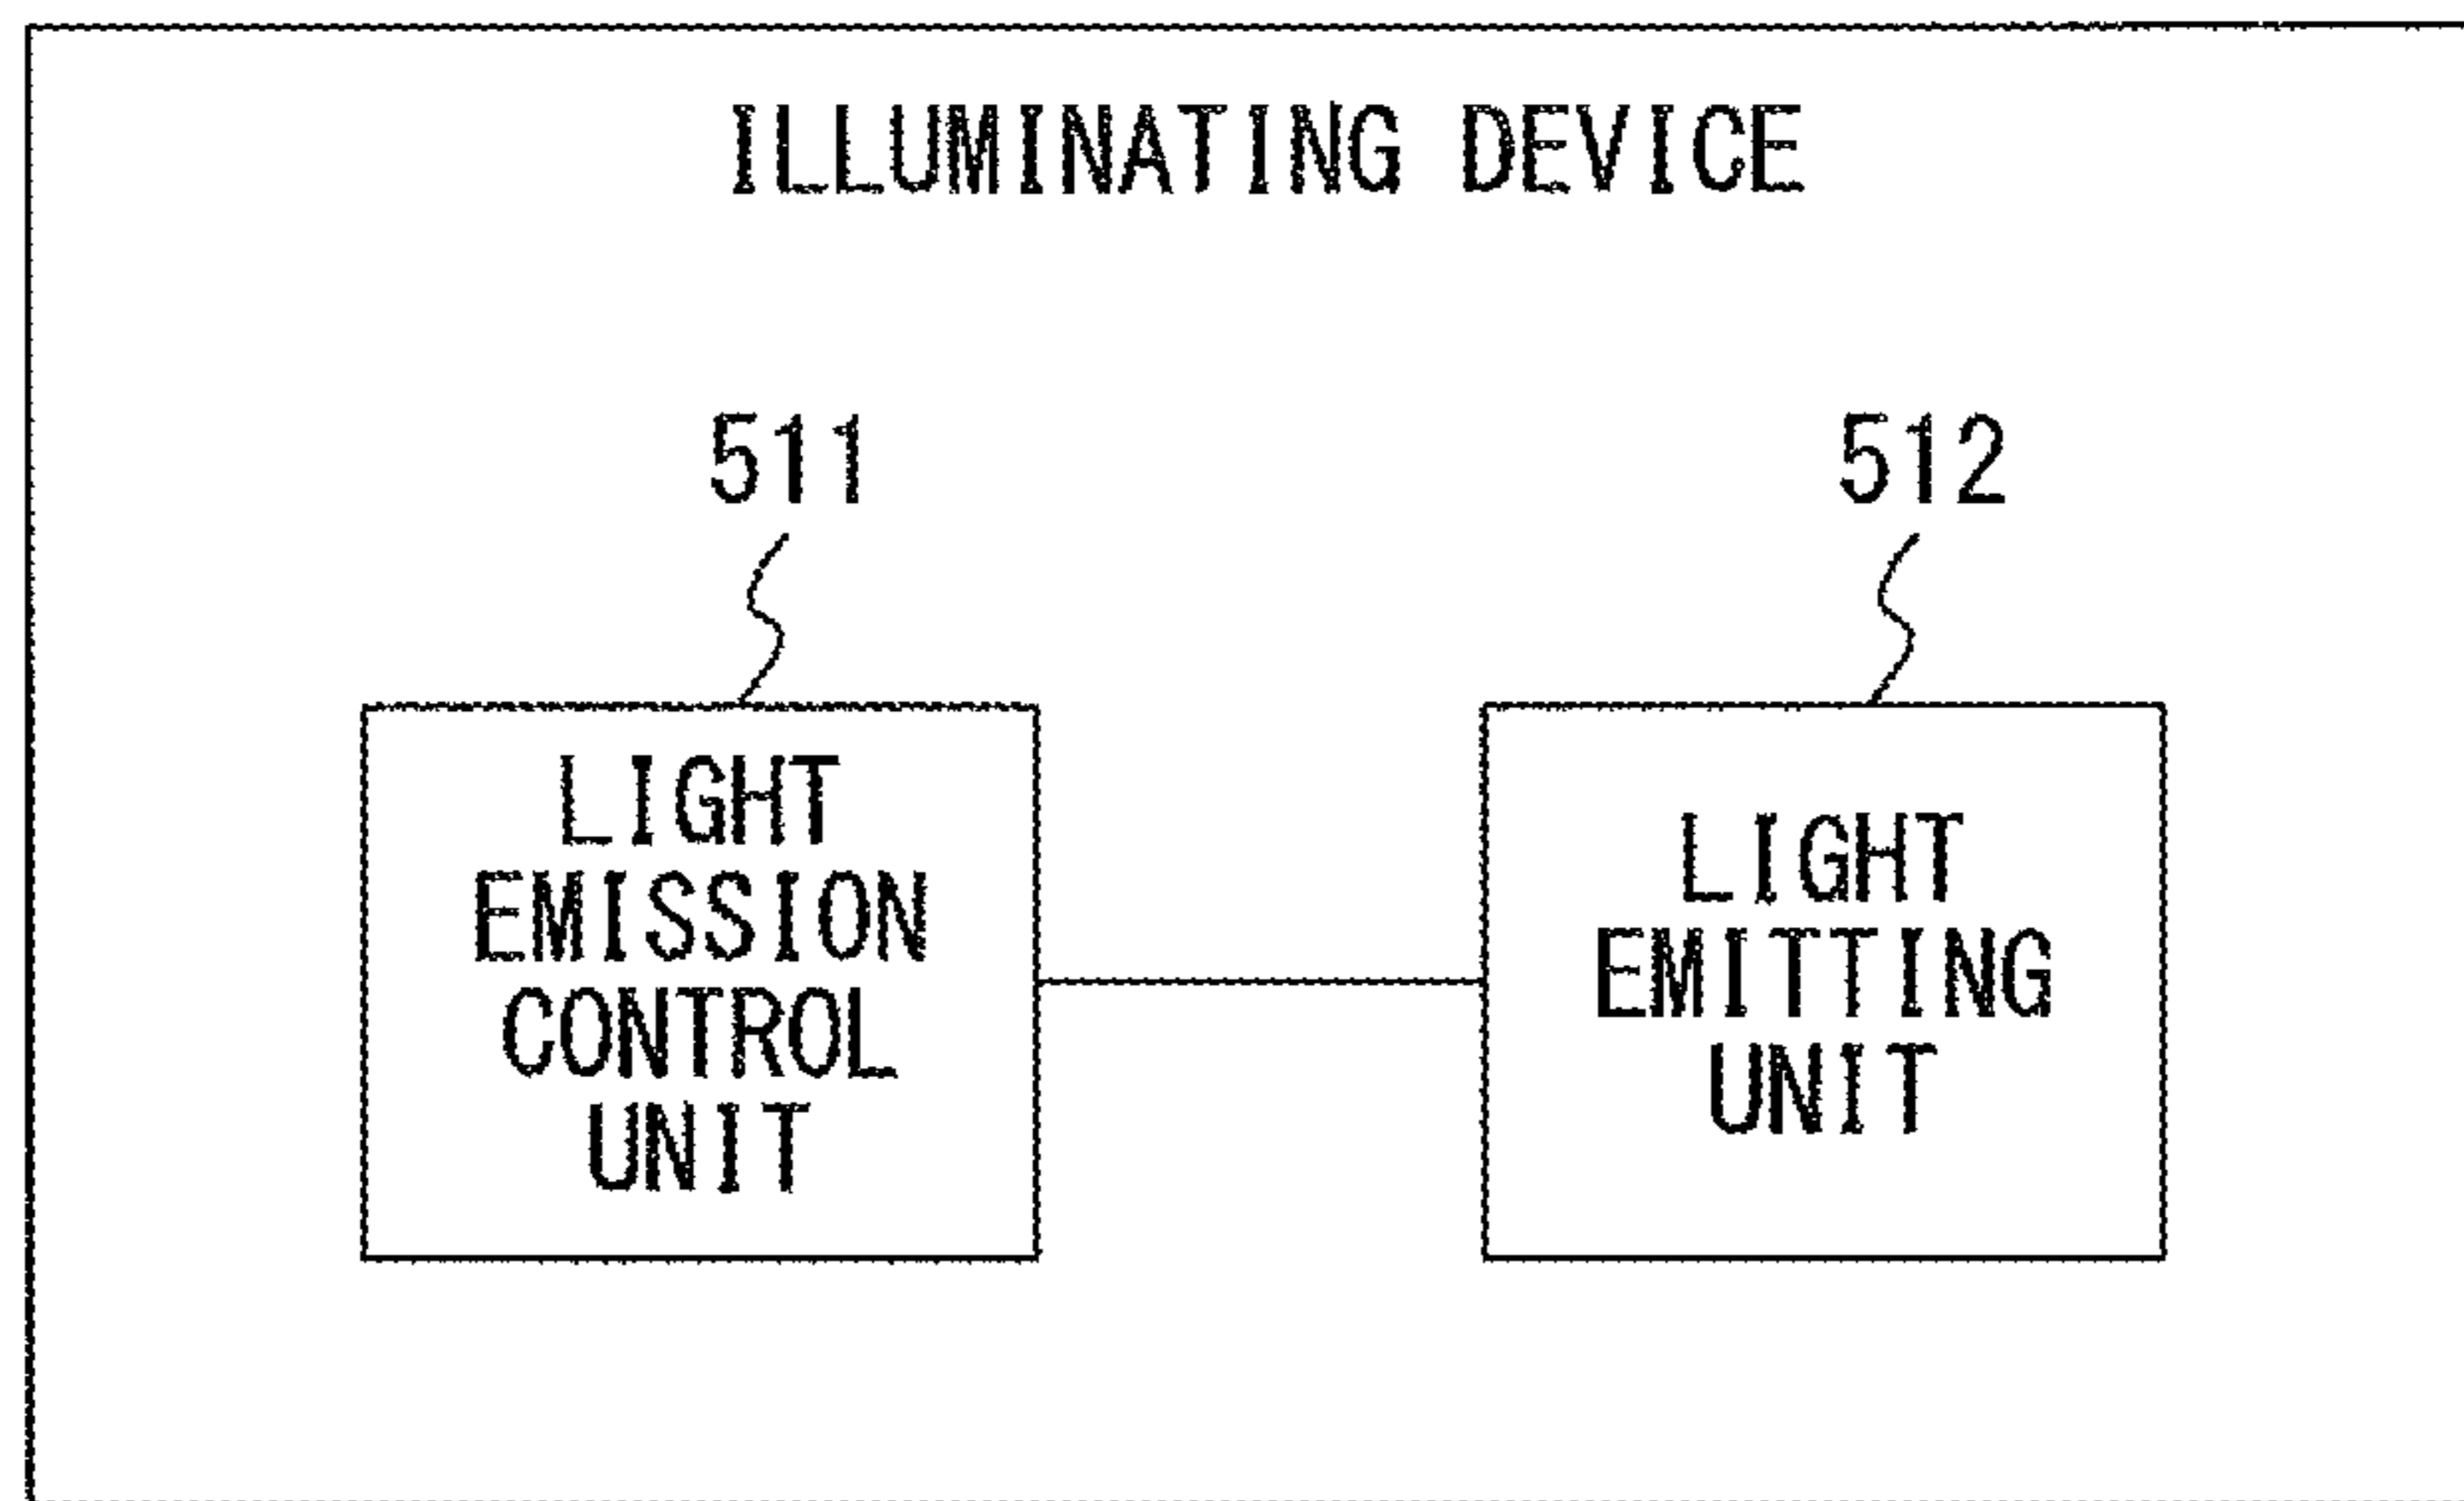 ILLUMINATING DEVICE
511
512
LIGHT
EMISSION
CONTROL
UNIT
LIGHT
EMITTING
UNIT